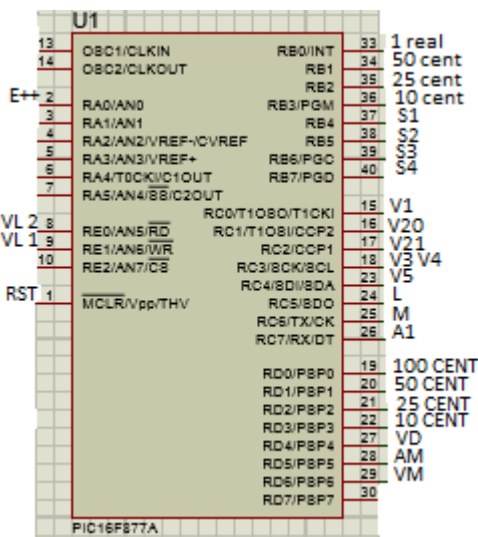 U1
13 OSC1/CLKIN RB0/INT 33 1 real
14 OSC2/CLKOUT RB1 34 50 cent
RB2 35 25 cent
E++ 2 RA0/AN0 RB3/PGM 36 10 cent
3 RA1/AN1 RB4 37 S1
4 RA2/AN2/VREF-/CVREF RB5 38 S2
5 RA3/AN3/VREF+ RB6/PGC 39 S3
6 RA4/T0CKI/C1OUT RB7/PGD 40 S4
7 RA5/AN4/SS/C2OUT
RC0/T1OSO/T1CKI 15 V1
VL 2 8 RE0/AN5/RD RC1/T1OSI/CCP2 16 V20
VL 1 9 RE1/AN6/WR RC2/CCP1 17 V21
10 RE2/AN7/CS RC3/SCK/SCL 18 V3 V4
RC4/SDI/SDA 23 V5
RST 1 MCLR/Vpp/THV RC5/SDO 24 L
RC6/TX/CK 25 M
RC7/RX/DT 26 A1
RD0/PSP0 19 100 CENT
RD1/PSP1 20 50 CENT
RD2/PSP2 21 25 CENT
RD3/PSP3 22 10 CENT
RD4/PSP4 27 VD
RD5/PSP5 28 AM
RD6/PSP6 29 VM
RD7/PSP7 30
PIC16F877A